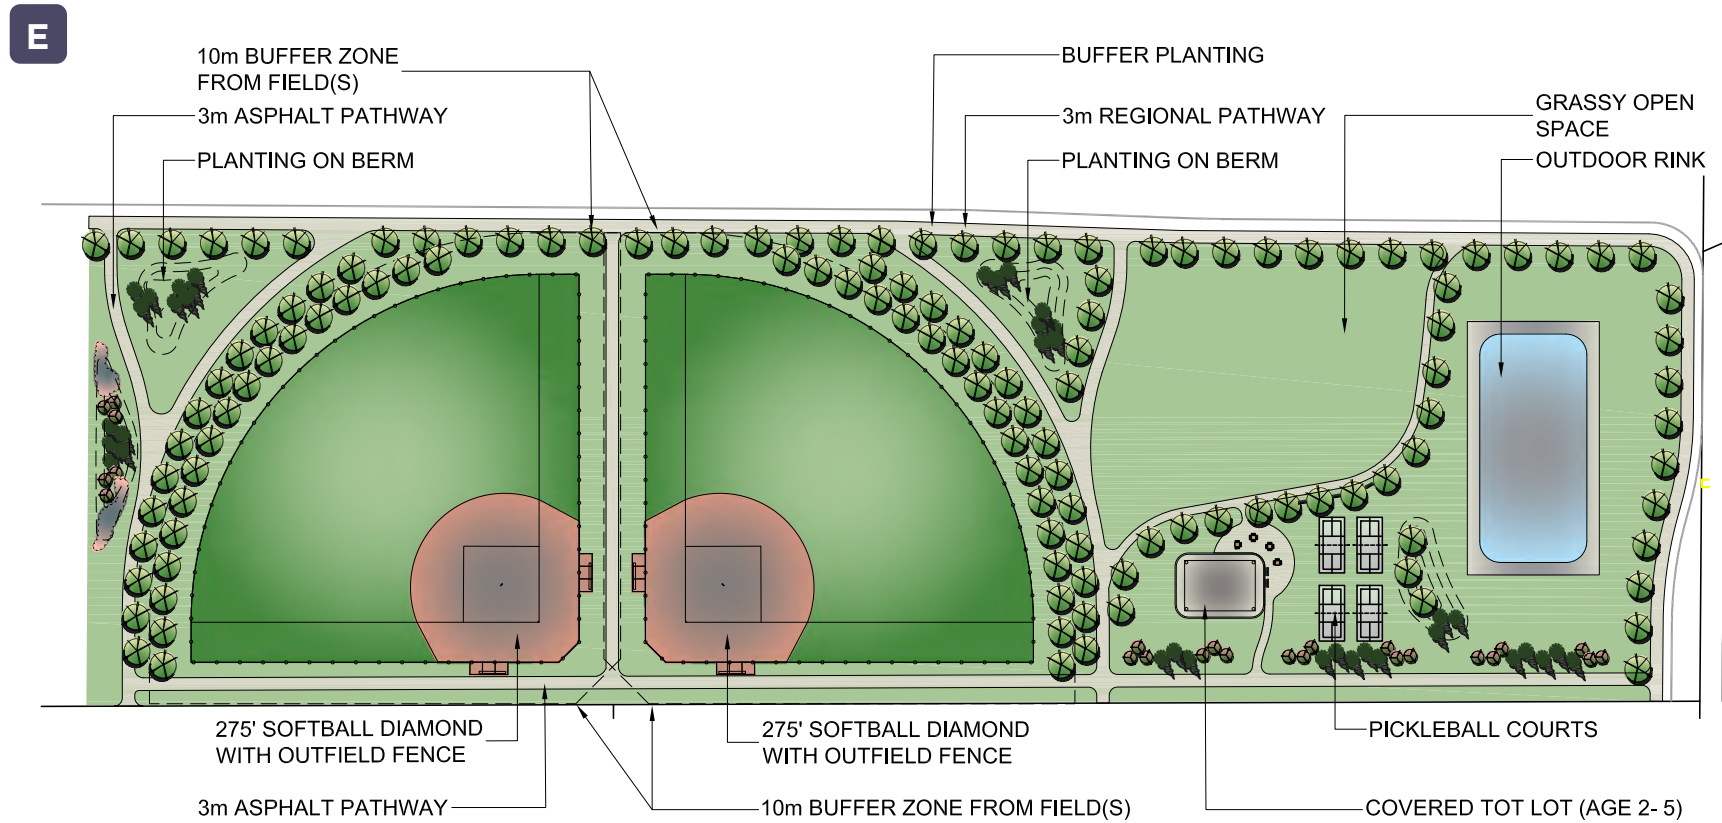 E
10m BUFFER ZONE
FROM FIELD(S)
3m ASPHALT PATHWAY
PLANTING ON BERM
BUFFER PLANTING
3m REGIONAL PATHWAY
PLANTING ON BERM
GRASSY OPEN
SPACE
OUTDOOR RINK
275' SOFTBALL DIAMOND
WITH OUTFIELD FENCE
3m ASPHALT PATHWAY
275' SOFTBALL DIAMOND
WITH OUTFIELD FENCE
10m BUFFER ZONE FROM FIELD(S)
PICKLEBALL COURTS
COVERED TOT LOT (AGE 2- 5)